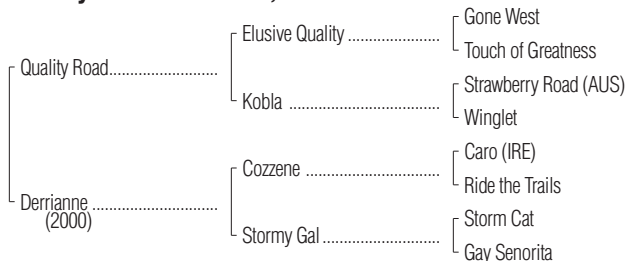 Gone West
Elusive Quality ....................
Touch of Greatness
Quality Road.........................
Strawberry Road (AUS)
Kobla .................................
Winglet
Caro (IRE)
Cozzene .............................
Ride the Trails
Derrianne ............................
(2000)
Storm Cat
Stormy Gal .........................
Gay Senorita